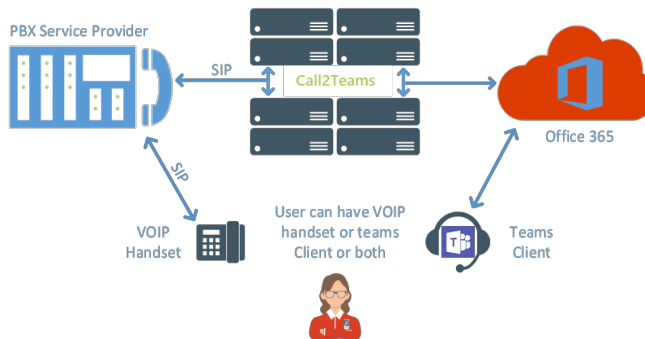 PBX Service Provider
SIP
Call2Teams
Office 365
SIP
VOIP
Handset
User can have VOIP
handset or teams
Client or both
T
Teams
Client